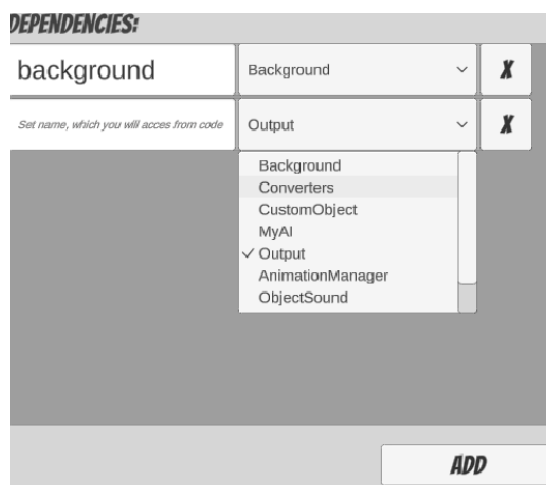 DEPENDENCIES:
background Background X
Set name, which you will acces from code Output X
Background
Converters
CustomObject
MyAI
Output
AnimationManager
ObjectSound
ADD